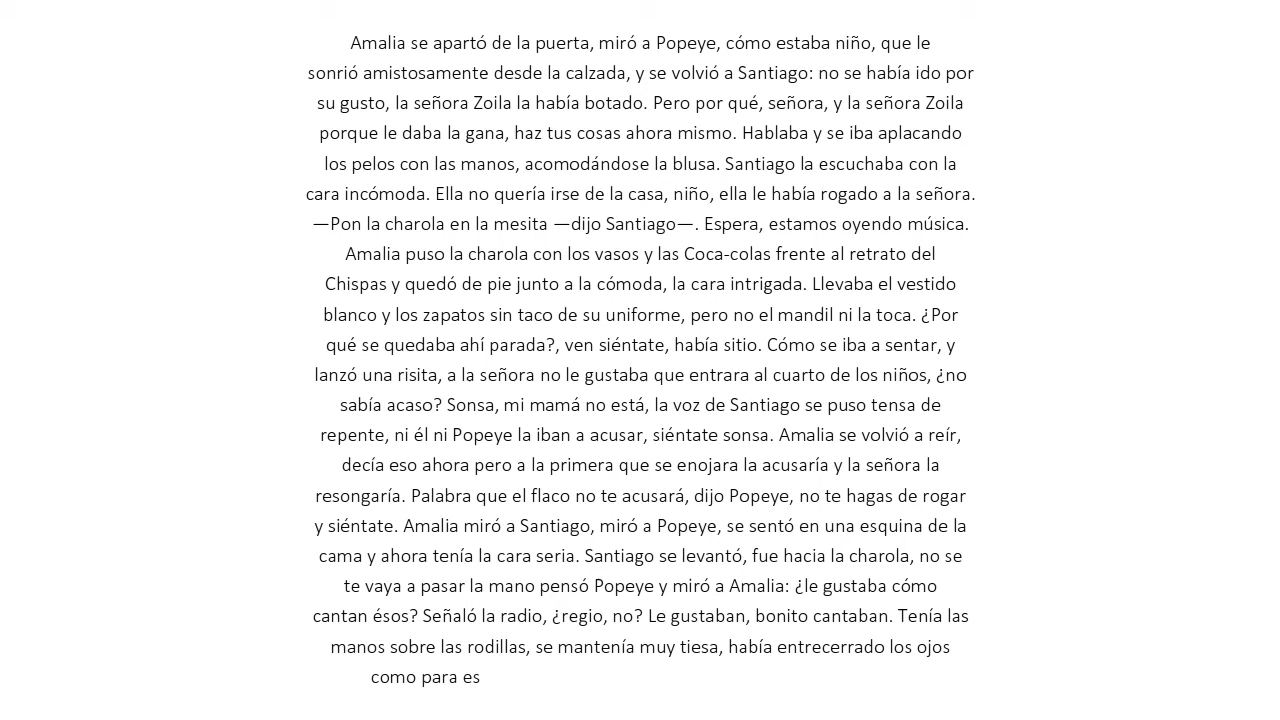 Amalia se apartó de la puerta, miró a Popeye, cómo estaba niño, que le
sonrió amistosamente desde la calzada, y se volvió a Santiago: no se había ido por
su gusto, la señora Zoila la había botado. Pero por qué, señora, y la señora Zoila
porque le daba la gana, haz tus cosas ahora mismo. Hablaba y se iba aplacando
los pelos con las manos, acomodándose la blusa. Santiago la escuchaba con la
cara incómoda. Ella no quería irse de la casa, niño, ella le había rogado a la señora.
—Pon la charola en la mesita —dijo Santiago—. Espera, estamos oyendo música.
Amalia puso la charola con los vasos y las Coca-colas frente al retrato del
Chispas y quedó de pie junto a la cómoda, la cara intrigada. Llevaba el vestido
blanco y los zapatos sin taco de su uniforme, pero no el mandil ni la toca. ¿Por
qué se quedaba ahí parada?, ven siéntate, había sitio. Cómo se iba a sentar, y
lanzó una risita, a la señora no le gustaba que entrara al cuarto de los niños, ¿no
sabía acaso? Sonsa, mi mamá no está, la voz de Santiago se puso tensa de
repente, ni él ni Popeye la iban a acusar, siéntate sonsa. Amalia se volvió a reír,
decía eso ahora pero a la primera que se enojara la acusaría y la señora la
resongaría. Palabra que el flaco no te acusará, dijo Popeye, no te hagas de rogar
y siéntate. Amalia miró a Santiago, miró a Popeye, se sentó en una esquina de la
cama y ahora tenía la cara seria. Santiago se levantó, fue hacia la charola, no se
te vaya a pasar la mano pensó Popeye y miró a Amalia: ¿le gustaba cómo
cantan ésos? Señaló la radio, ¿regio, no? Le gustaban, bonito cantaban. Tenía las
manos sobre las rodillas, se mantenía muy tiesa, había entrecerrado los ojos
como para es